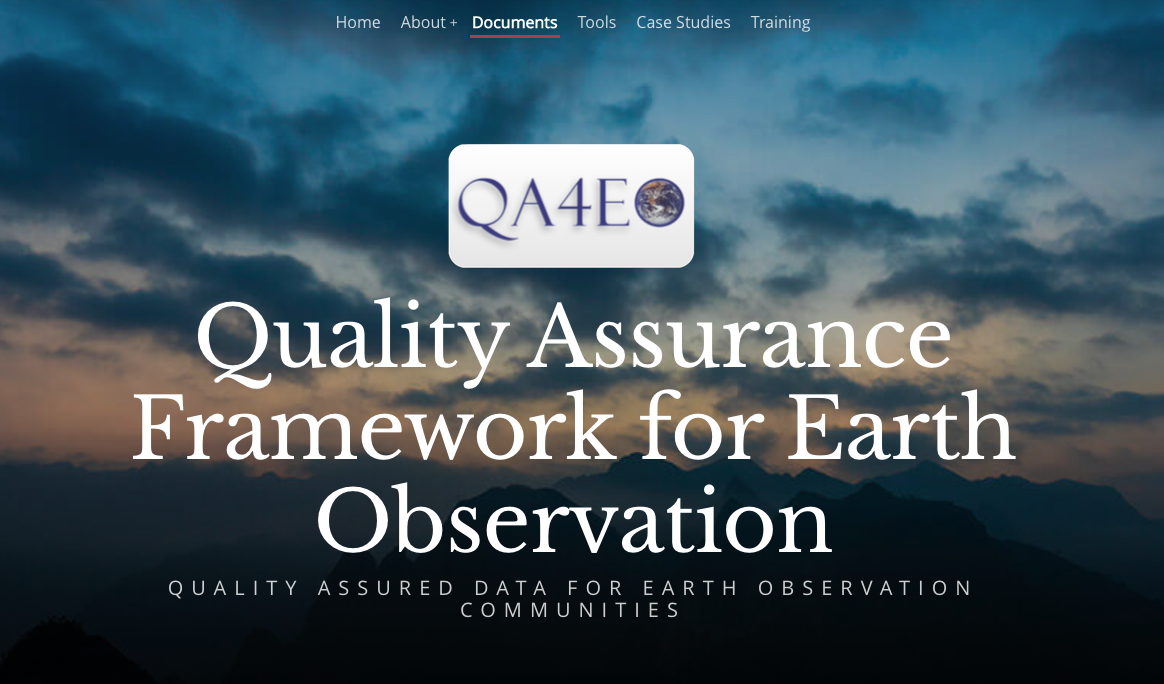 Home About + Documents Tools Case Studies Training
QA4EO
Quality Assurance
Framework for Earth
Observation
QUALITY ASSURED DATA FOR EARTH OBSERVATION
COMMUNITIES